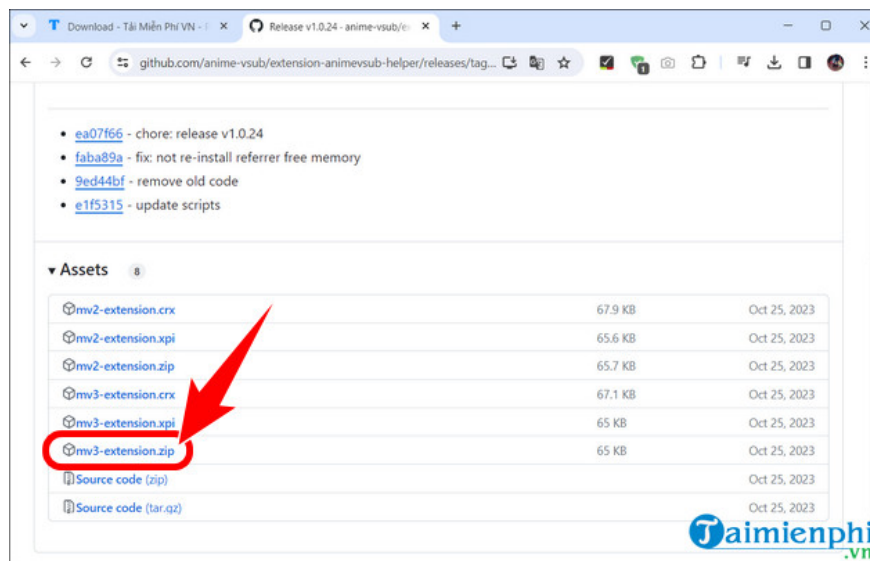 Download - Tải Miễn Phí VN - P
Release v1.0.24 - anime-vsub/e
github.com/anime-vsub/extension-animevsub-helper/releases/tag...
1
ea07f66 - chore: release v1.0.24
faba89a - fix: not re-install referrer free memory
9ed44bf - remove old code
e1f5315 - update scripts
Assets 8
mv2-extension.crx 67.9 KB Oct 25, 2023
mv2-extension.xpi 65.6 KB Oct 25, 2023
mv2-extension.zip 65.7 KB Oct 25, 2023
mv3-extension.crx 67.1 KB Oct 25, 2023
mv3-extension.xpi 65 KB Oct 25, 2023
mv3-extension.zip 65 KB Oct 25, 2023
Source code (zip) Oct 25, 2023
Source code (tar.gz) Oct 25, 2023
Taimienphi
.vn